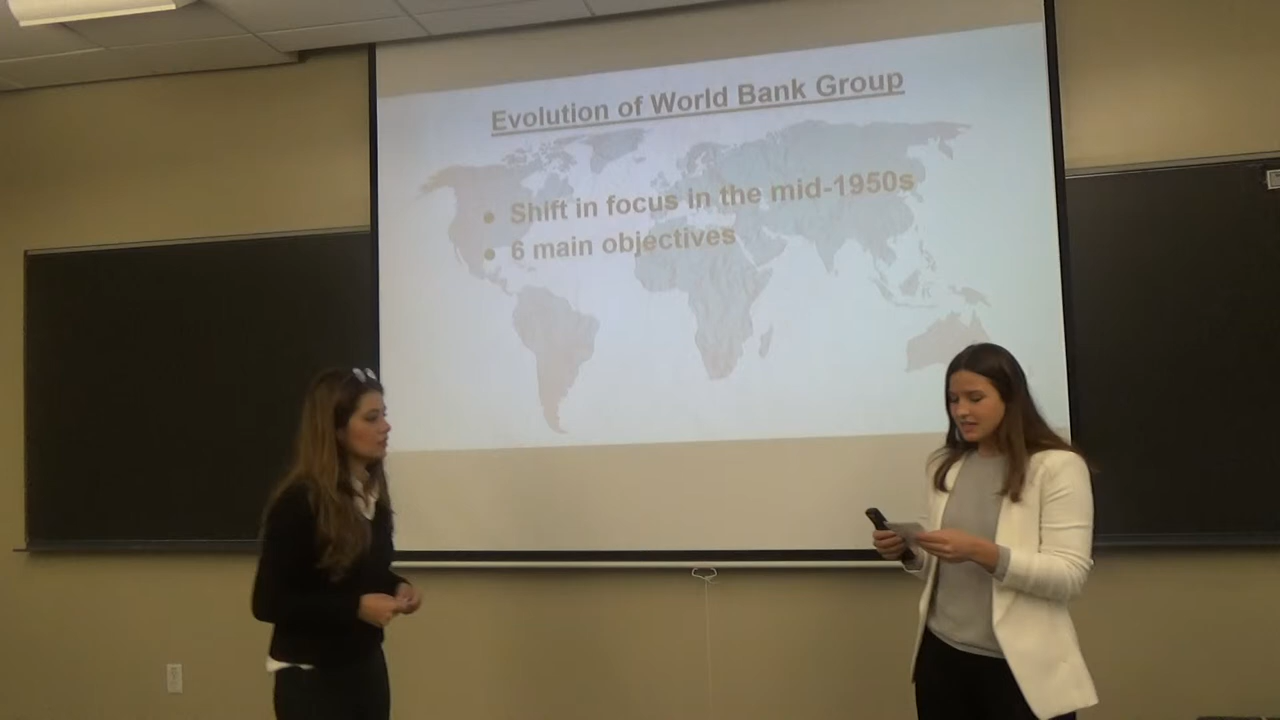 Evolution of World Bank Group
● Shift in focus in the mid-1950s
● 6 main objectives